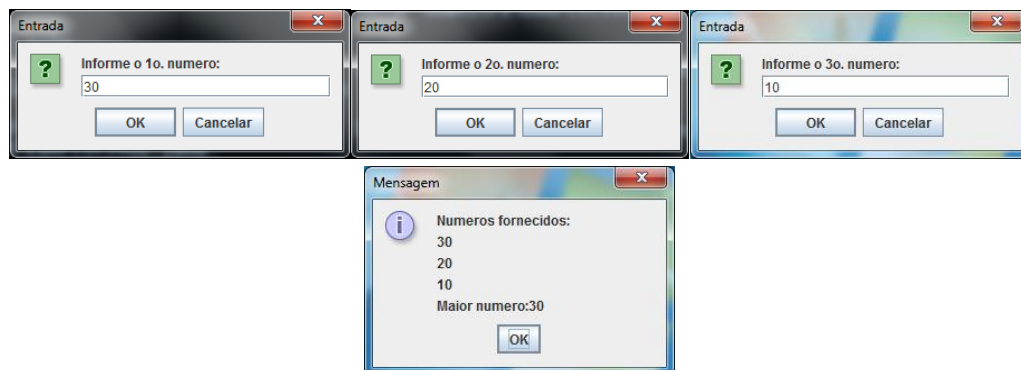 Entrada
Informe o 1o. numero:
30
OK Cancelar
Entrada
Informe o 2o. numero:
20
OK Cancelar
Entrada
Informe o 3o. numero:
10
OK Cancelar
Mensagem
Numeros fornecidos:
30
20
10
Maior numero:30
OK